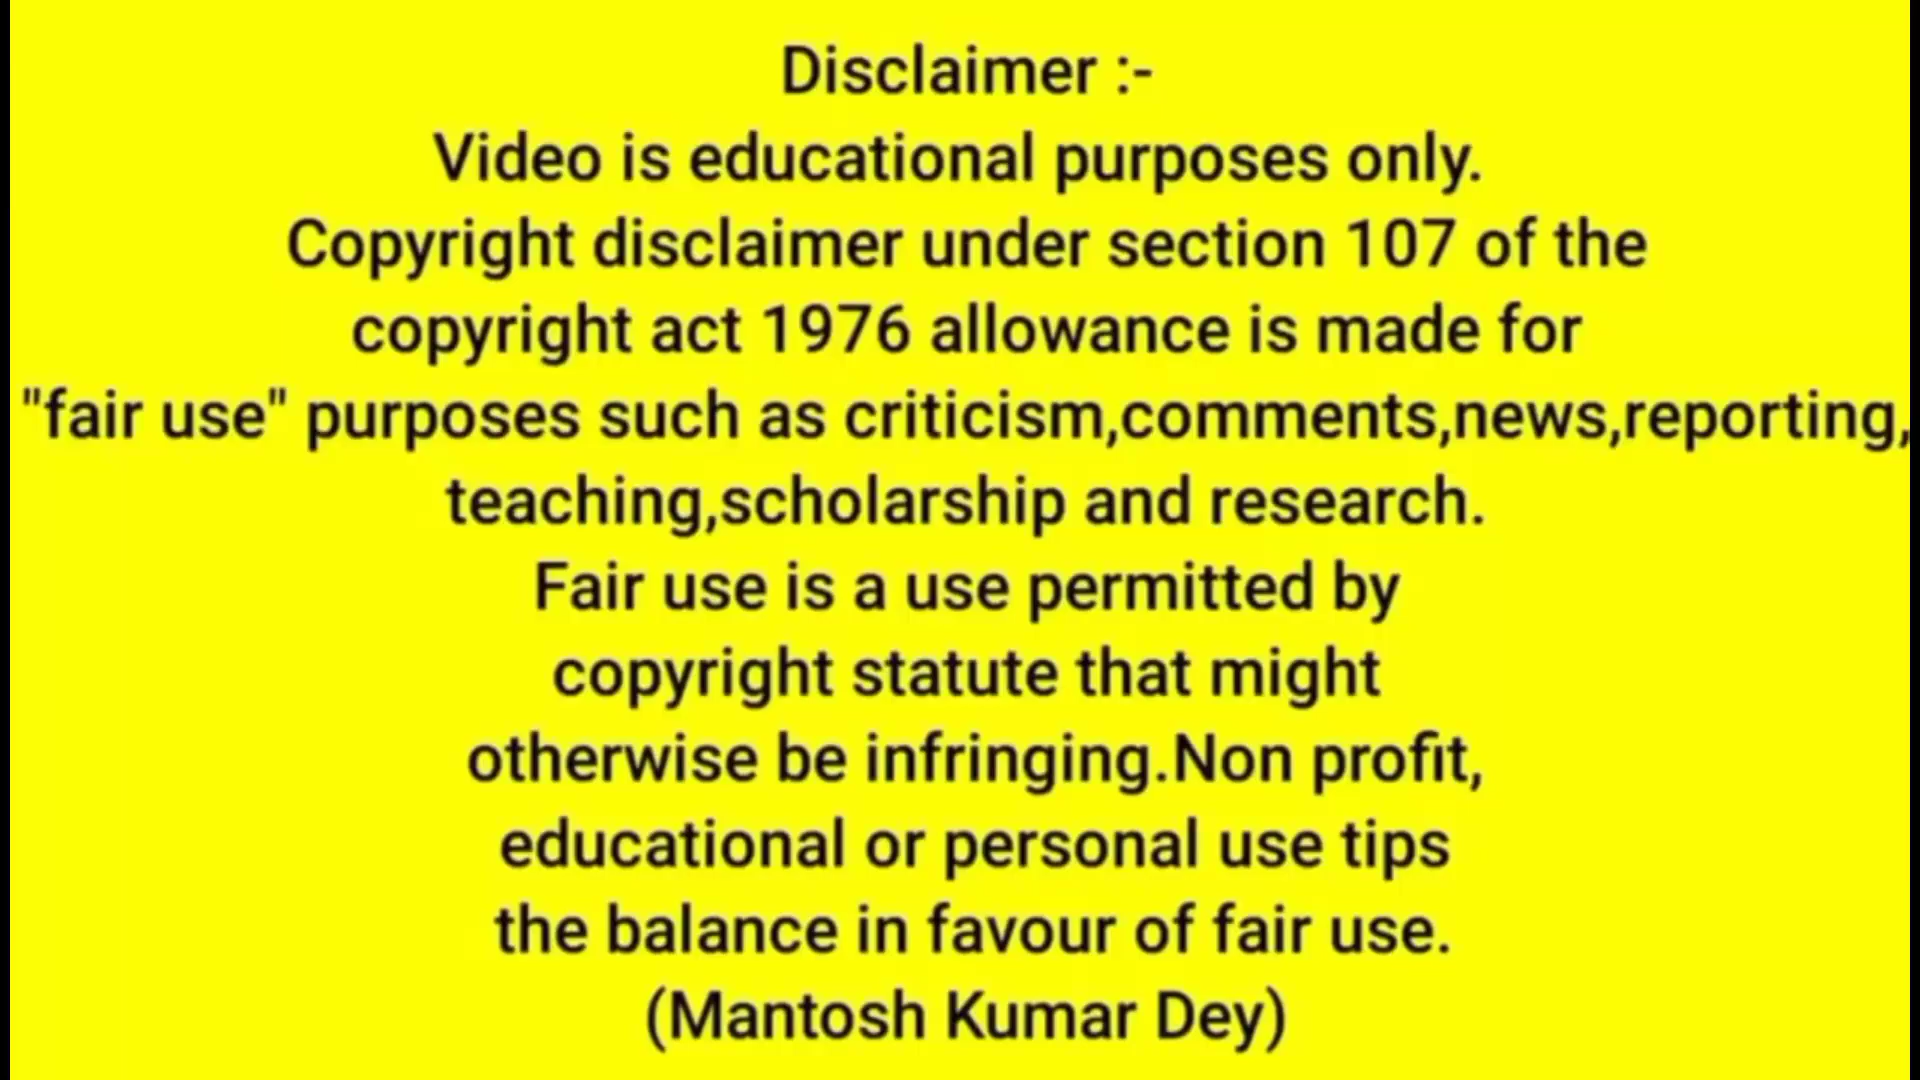 Disclaimer :-
Video is educational purposes only.
Copyright disclaimer under section 107 of the
copyright act 1976 allowance is made for
"fair use" purposes such as criticism,comments,news,reporting,
teaching,scholarship and research.
Fair use is a use permitted by
copyright statute that might
otherwise be infringing.Non profit,
educational or personal use tips
the balance in favour of fair use.
(Mantosh Kumar Dey)